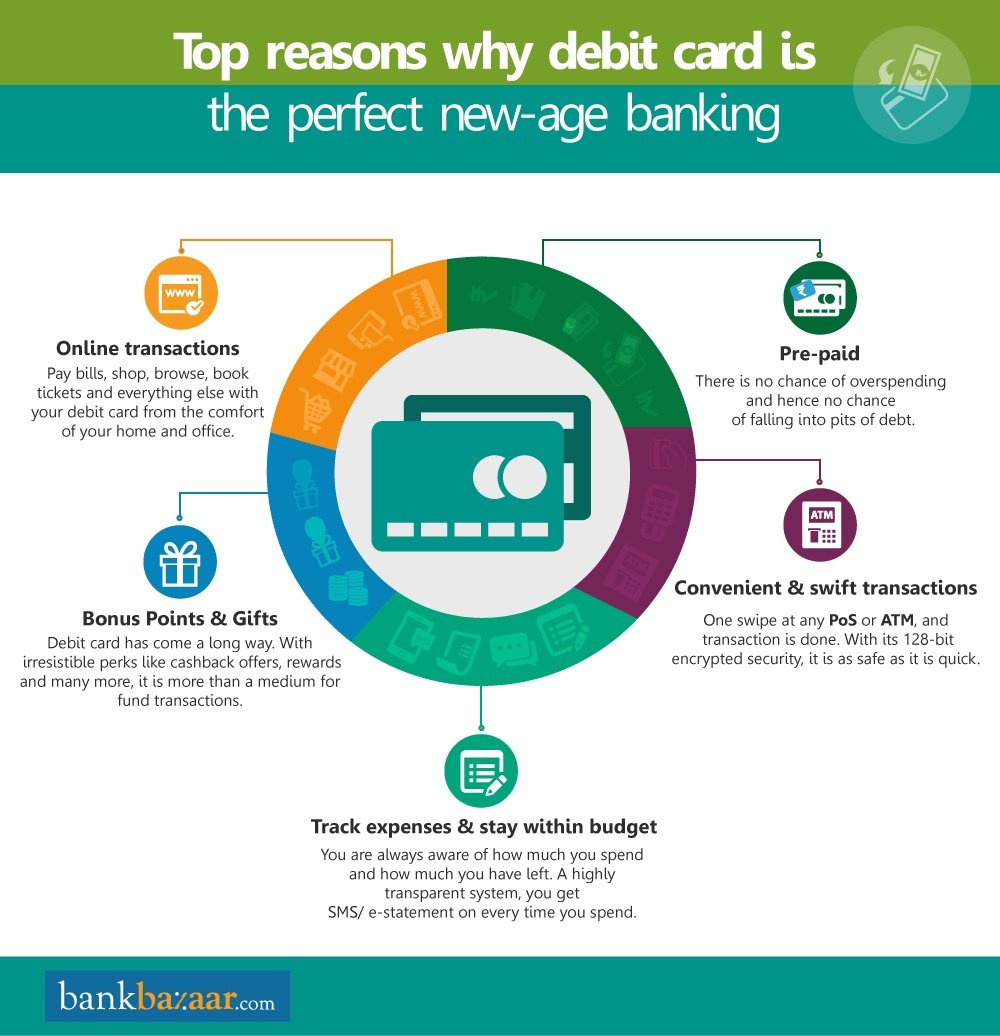 Top reasons why debit card is
the perfect new-age banking
www
Online transactions
Pay bills, shop, browse, book
tickets and everything else with
your debit card from the comfort
of your home and office.
www
₹
Pre-paid
There is no chance of overspending
and hence no chance
of falling into pits of debt.
₹
ATM
Convenient & swift transactions
One swipe at any PoS or ATM, and
transaction is done. With its 128-bit
encrypted security, it is as safe as it is quick.
ATM
Bonus Points & Gifts
Debit card has come a long way. With
irresistible perks like cashback offers, rewards
and many more, it is more than a medium for
fund transactions.
Track expenses & stay within budget
You are always aware of how much you spend
and how much you have left. A highly
transparent system, you get
SMS/ e-statement on every time you spend.
bankbazaar.com